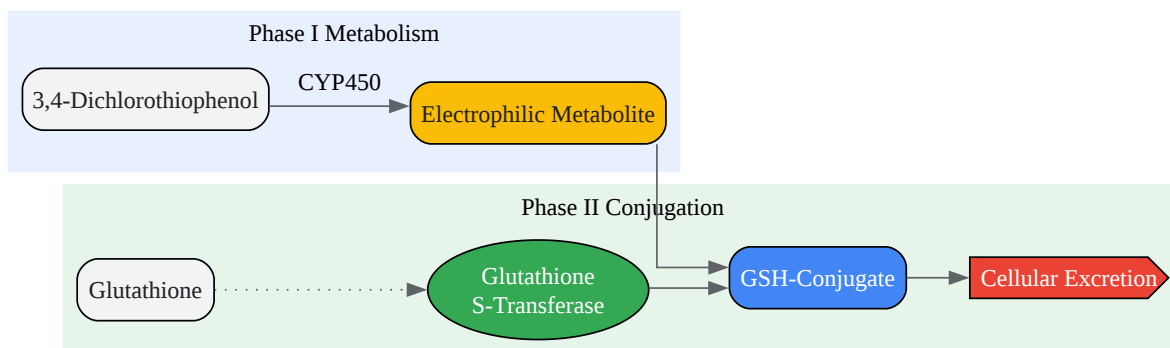 Phase I Metabolism
CYP450
3,4-Dichlorothiophenol
Electrophilic Metabolite
Phase II Conjugation
Glutathione
Glutathione
S-Transferase
GSH-Conjugate
Cellular Excretion